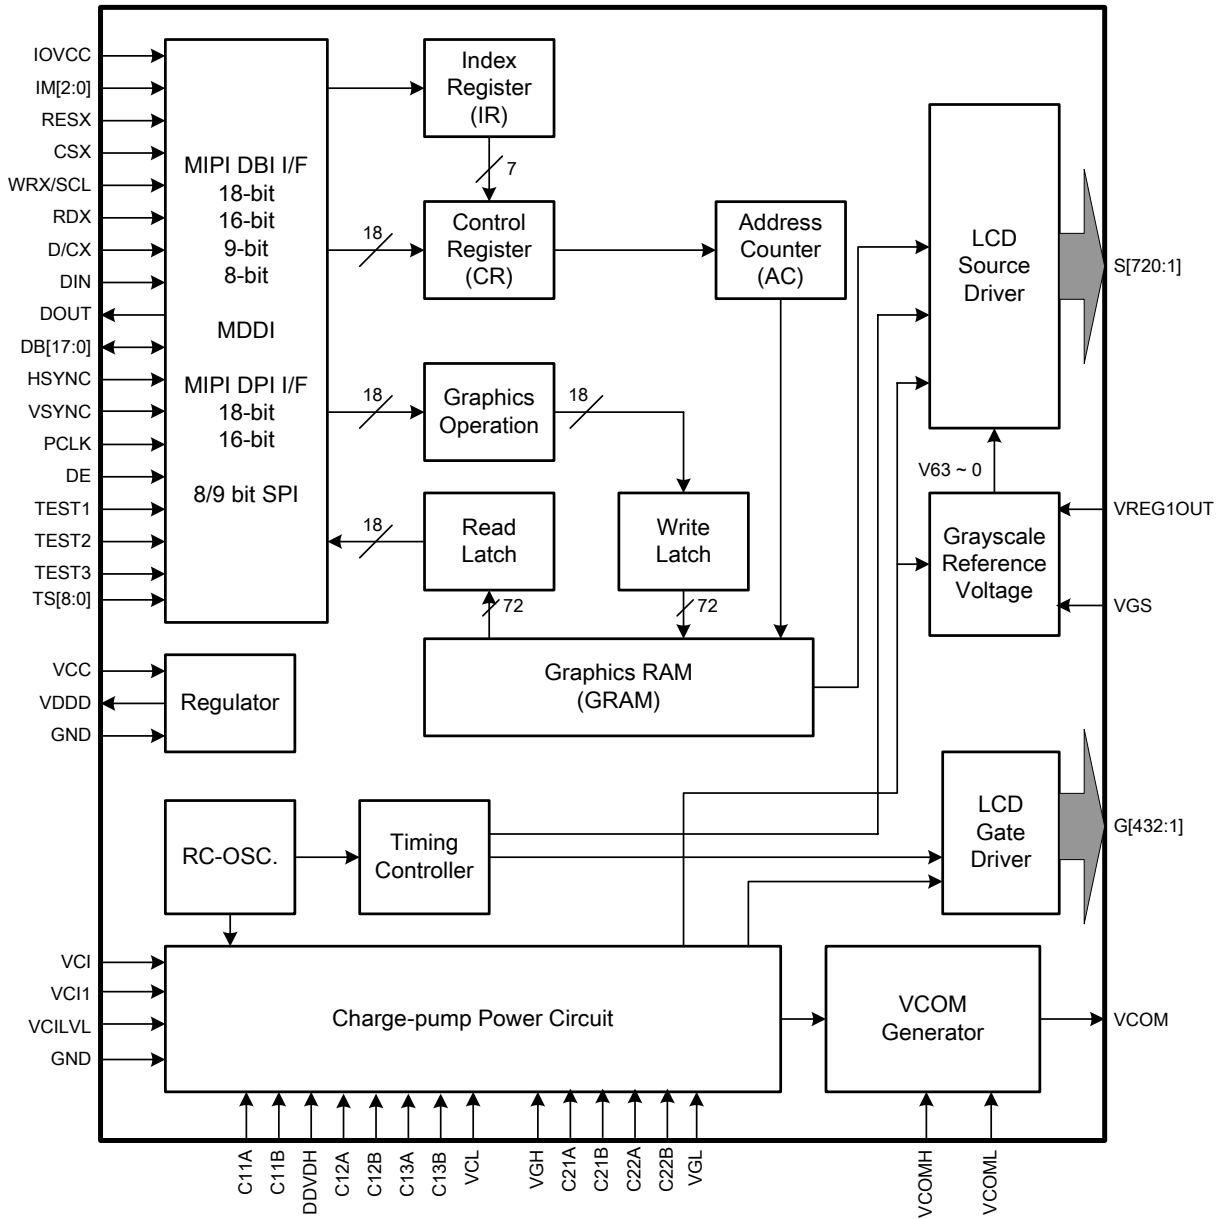 IOVCC
IM[2:0]
RESX
CSX
WRX/SCL
RDX
D/CX
DIN
DOUT
DB[17:0]
HSYNC
VSYNC
PCLK
DE
TEST1
TEST2
TEST3
TS[8:0]
MIPI DBI I/F
18-bit
16-bit
9-bit
8-bit
MDDI
MIPI DPI I/F
18-bit
16-bit
8/9 bit SPI
Index
Register
(IR)
7
18
Control
Register
(CR)
Address
Counter
(AC)
18
Graphics
Operation
18
18
Read
Latch
Write
Latch
72
72
Graphics RAM
(GRAM)
LCD
Source
Driver
S[720:1]
V63 ~ 0
Grayscale
Reference
Voltage
VREG1OUT
VGS
VCC
VDDD
GND
Regulator
RC-OSC.
Timing
Controller
LCD
Gate
Driver
G[432:1]
VCI
VCI1
VCILVL
GND
Charge-pump Power Circuit
VCOM
Generator
VCOM
C11A
C11B
DDVDH
C12A
C12B
C13A
C13B
VCL
VGH
C21A
C21B
C22A
C22B
VGL
VCOMH
VCOML